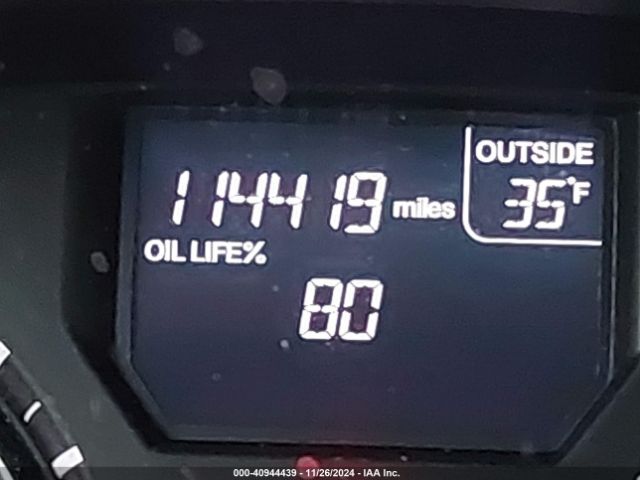 OUTSIDE
35°F
114419 miles
OIL LIFE%
80
000-40944439 - 11/26/2024 - IAA Inc.